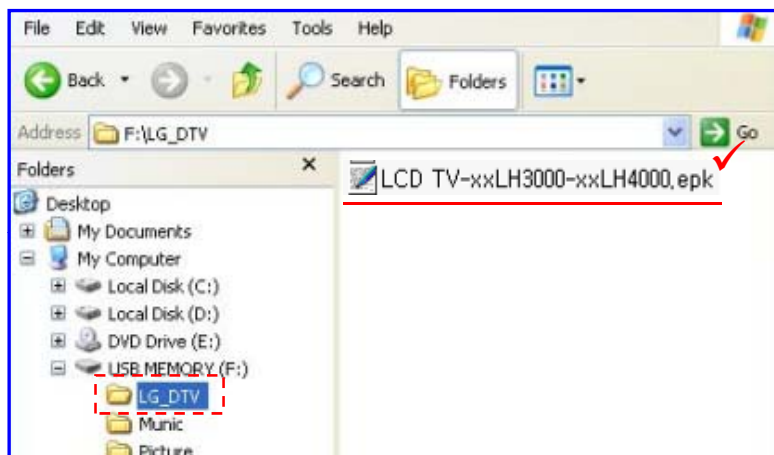 File Edit View Favorites Tools Help
Back Search Folders
Address F:\LG_DTV Go
Folders x
LCD TV-xxLH3000-xxLH4000.epk
Desktop
My Documents
My Computer
Local Disk (C:)
Local Disk (D:)
DVD Drive (E:)
USB MEMORY (F:)
LG_DTV
Munic
Picture